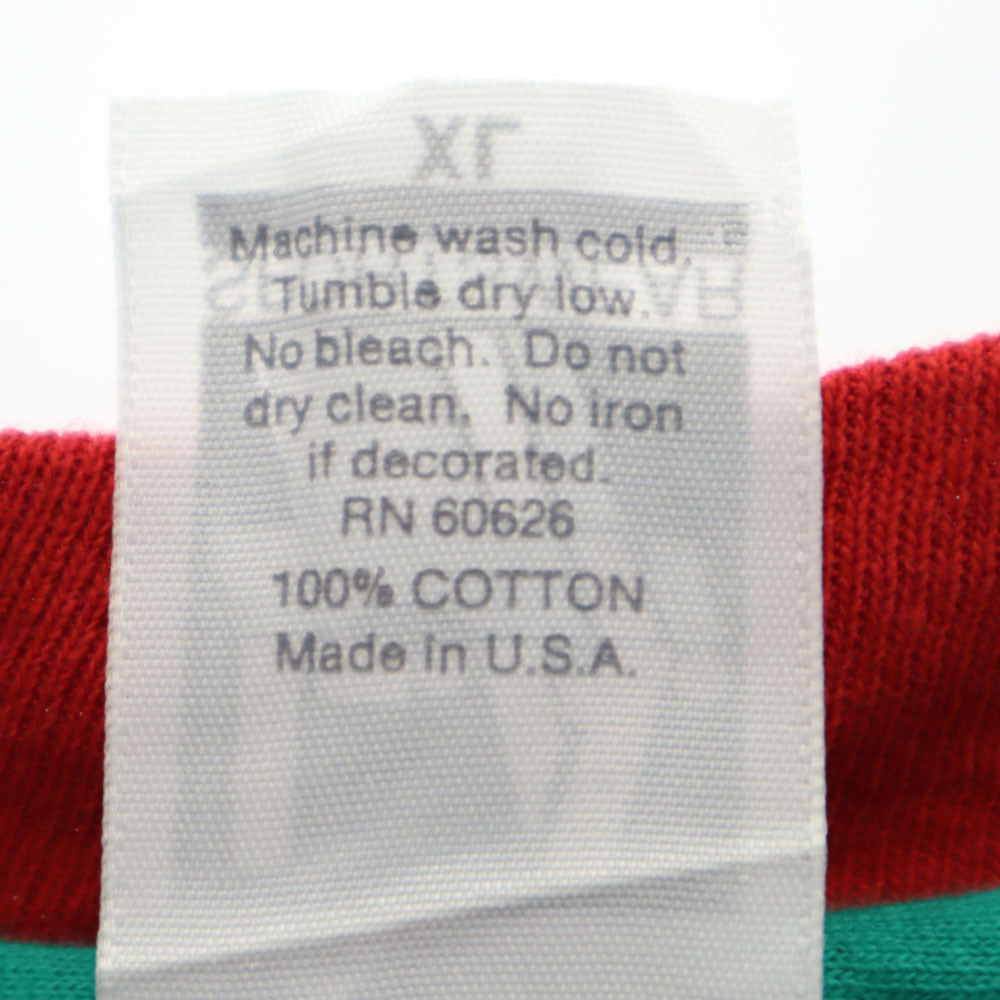 XL
Machine wash cold.
Tumble dry low.
No bleach. Do not
dry clean. No iron
if decorated.
RN 60626
100% COTTON
Made in U.S.A.